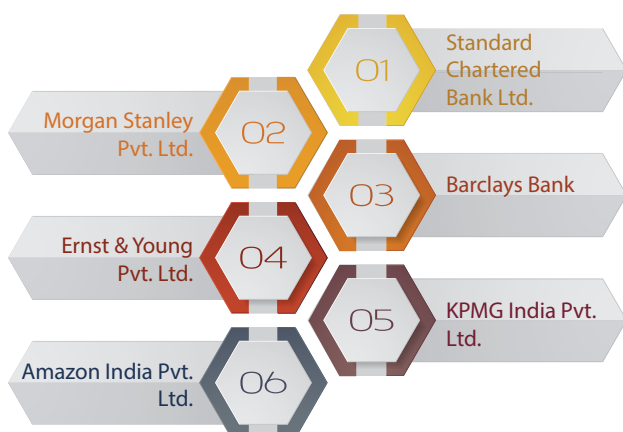 01
Standard
Chartered
Bank Ltd.
Morgan Stanley
Pvt. Ltd.
02
03
Barclays Bank
Ernst & Young
Pvt. Ltd.
04
05
KPMG India Pvt.
Ltd.
Amazon India Pvt.
Ltd.
06